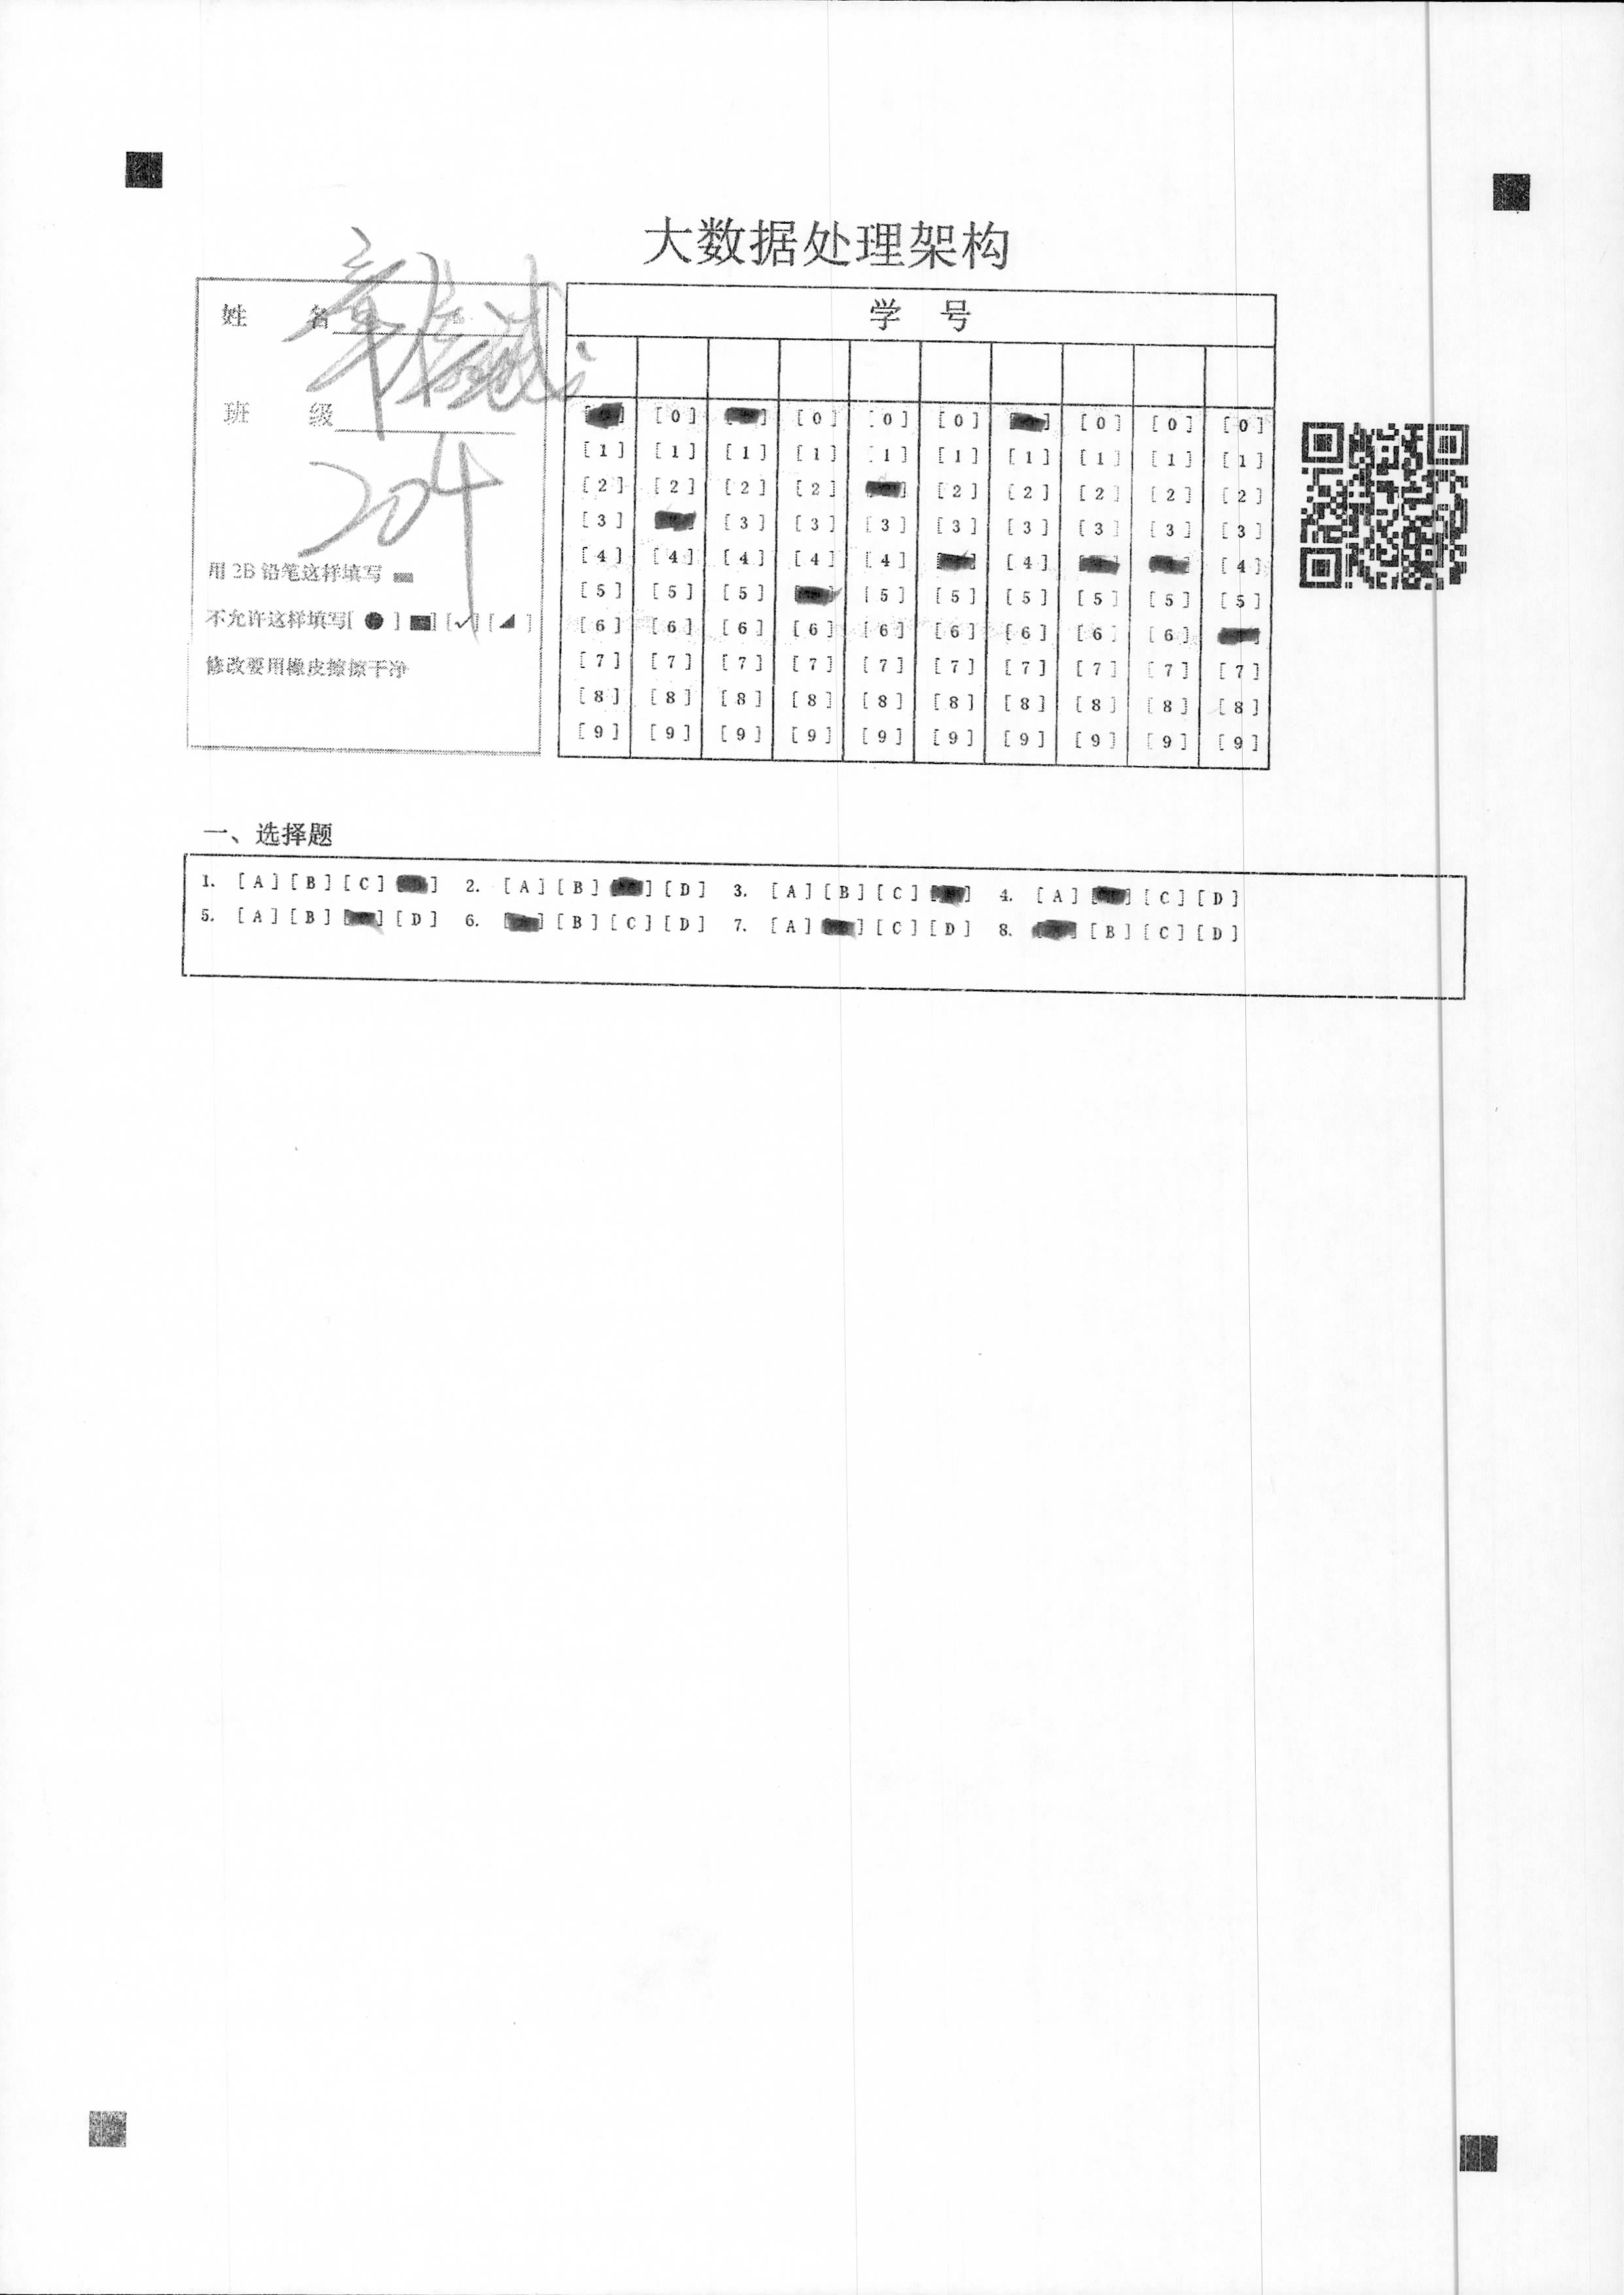 大数据处理架构
姓 名
班 级 204
用 2B 铅笔这样填写
不允许这样填写[ ● ] [■] [✓] [◢ ]
修改要用橡皮擦擦干净
学 号
[0] [0] [0] [0] [0] [0] [0]
[1] [1] [1] [1] [1] [1] [1] [1] [1] [1]
[2] [2] [2] [2] [2] [2] [2] [2] [2]
[3] [3] [3] [3] [3] [3] [3] [3] [3]
[4] [4] [4] [4] [4] [4] [4]
[5] [5] [5] [5] [5] [5] [5] [5] [5]
[6] [6] [6] [6] [6] [6] [6] [6] [6]
[7] [7] [7] [7] [7] [7] [7] [7] [7] [7]
[8] [8] [8] [8] [8] [8] [8] [8] [8] [8]
[9] [9] [9] [9] [9] [9] [9] [9] [9] [9]
一、选择题
1. [A] [B] [C] 2. [A] [B] [D] 3. [A] [B] [C] 4. [A] [C] [D]
5. [A] [B] [D] 6. [B] [C] [D] 7. [A] [C] [D] 8. [B] [C] [D]